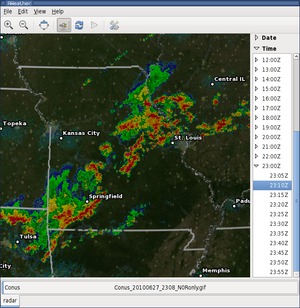 Weather
File Edit View Help
Date
Time
12:00Z
13:00Z
14:00Z
15:00Z
16:00Z
17:00Z
18:00Z
19:00Z
20:00Z
21:00Z
22:00Z
23:00Z
23:05Z
23:10Z
23:15Z
23:20Z
23:25Z
23:30Z
23:35Z
23:40Z
23:45Z
23:50Z
23:55Z
Central IL
Topeka
Kansas City
St. Louis
Springfield
Padu
Tulsa
City
Memphis
Conus Conus_20100627_2308_N0Ronly.gif
radar